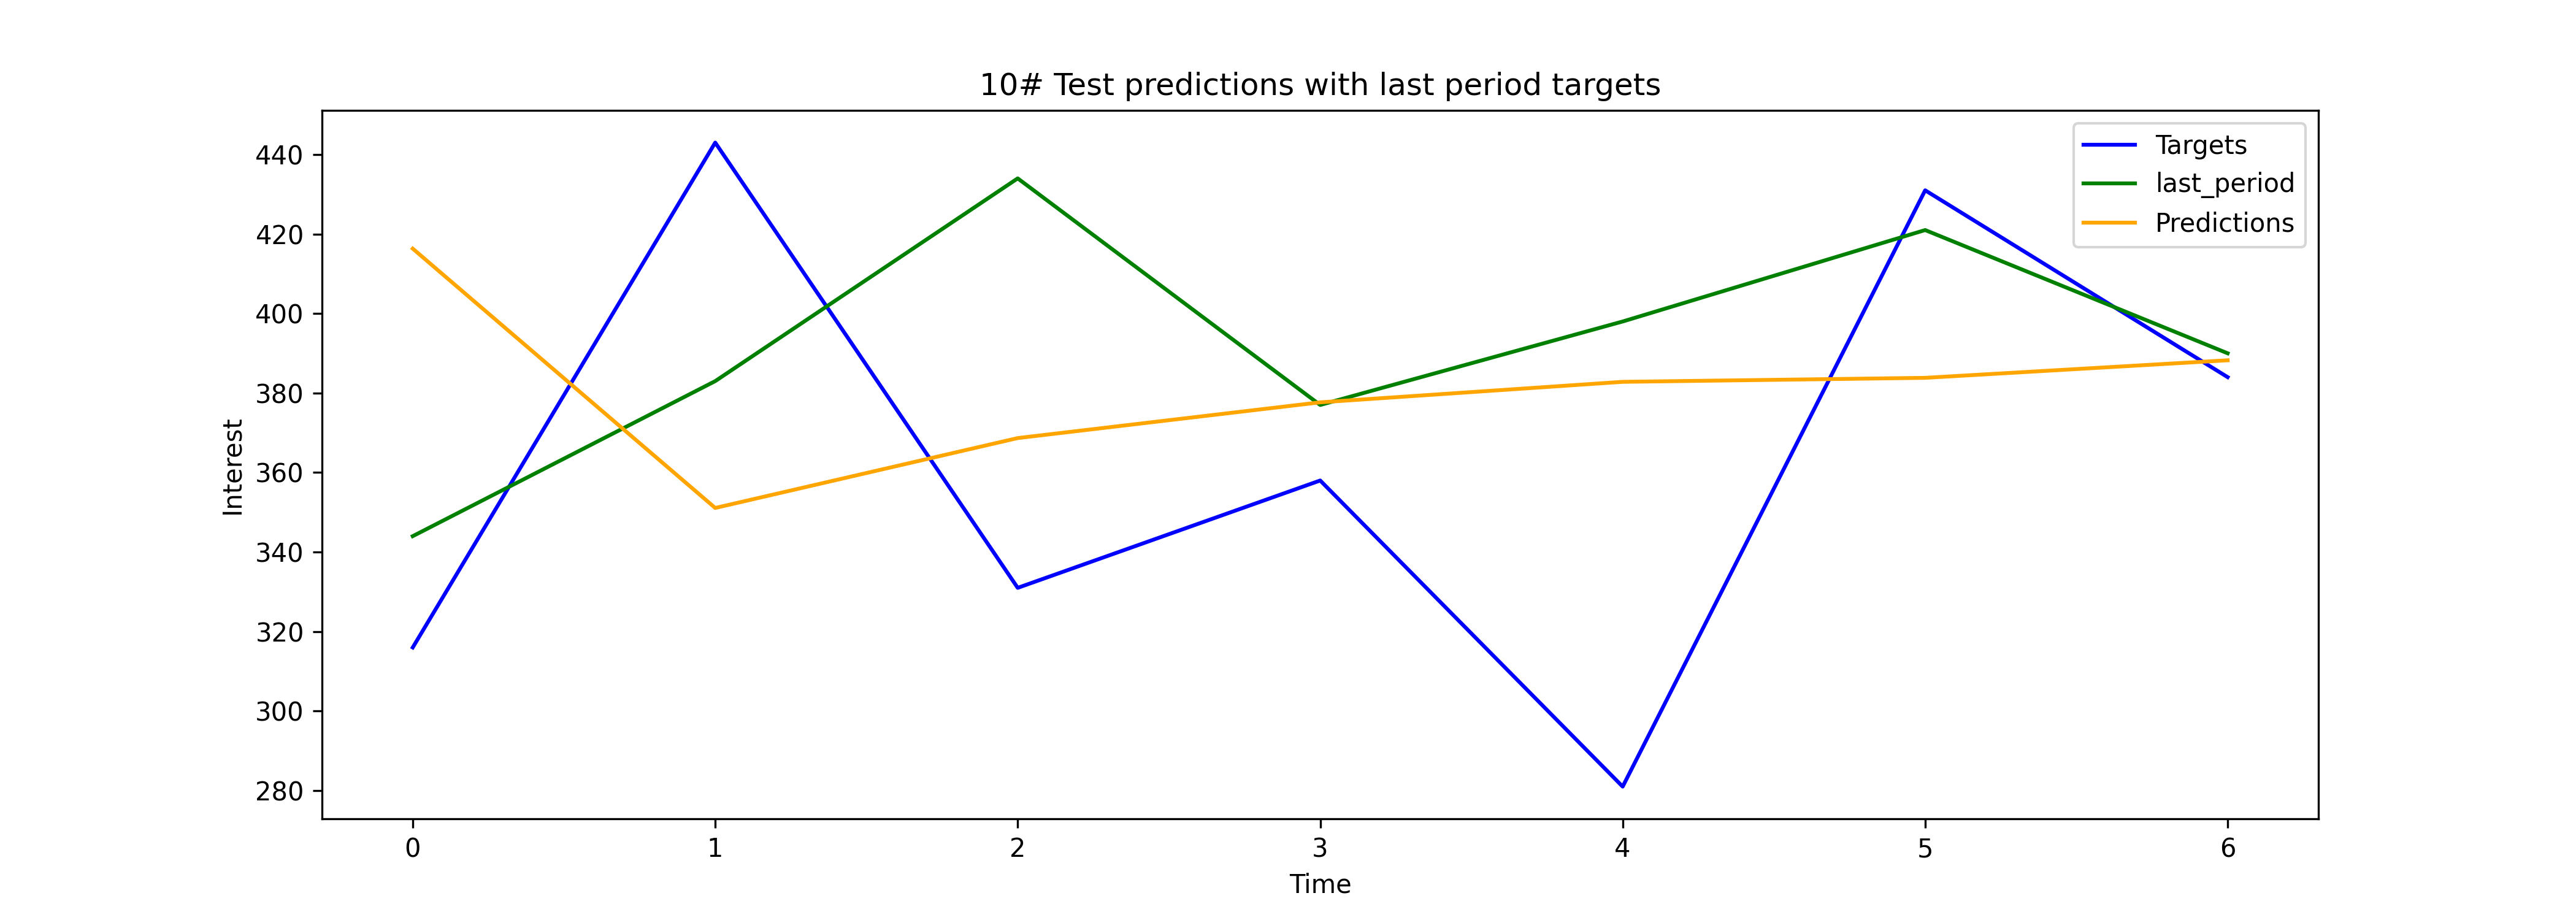 10# Test predictions with last period targets
Targets
last_period
Predictions
440
420
400
380
360
340
320
300
280
Interest
0 1 2 3 4 5 6
Time